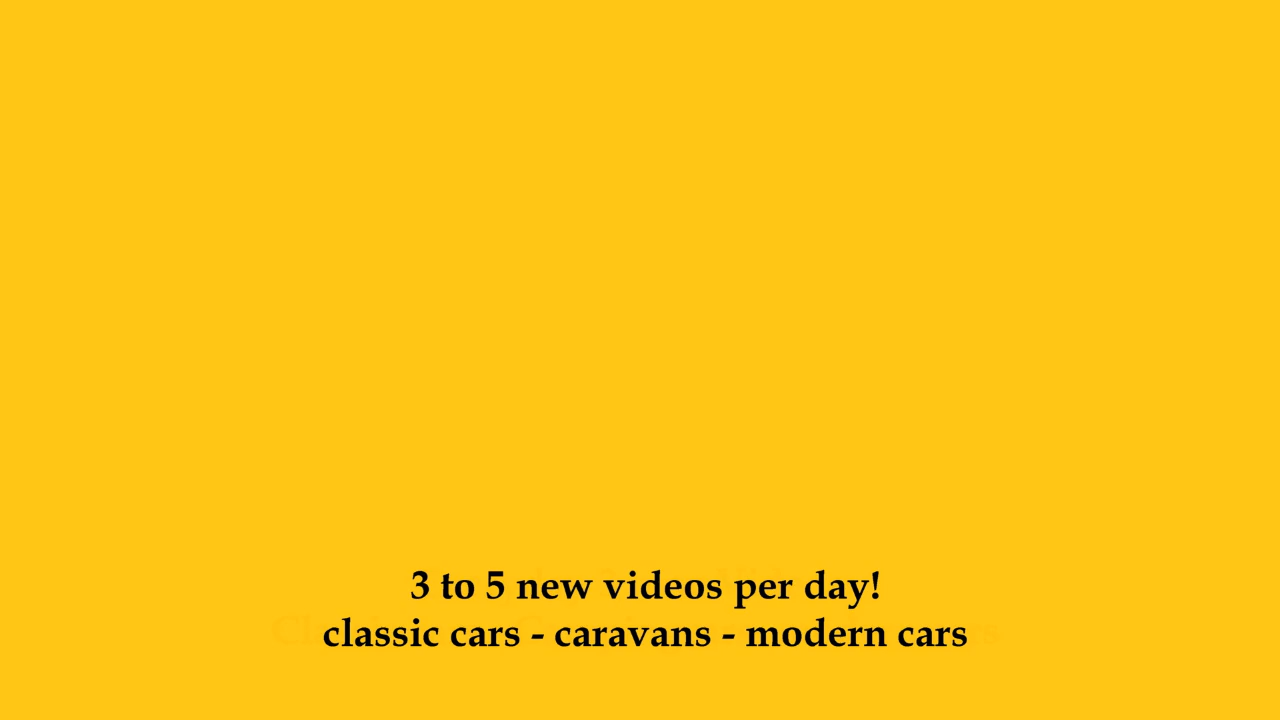 3 to 5 new videos per day!
classic cars - caravans - modern cars